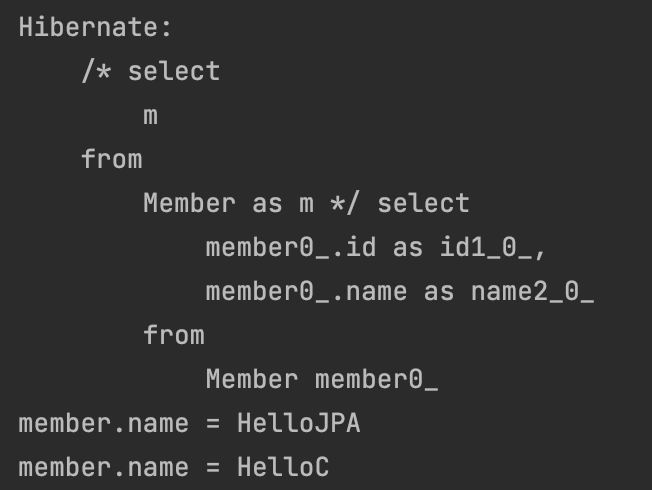 Hibernate:
/* select
m
from
Member as m */ select
member0_.id as id1_0_,
member0_.name as name2_0_
from
Member member0_
member.name = HelloJPA
member.name = HelloC